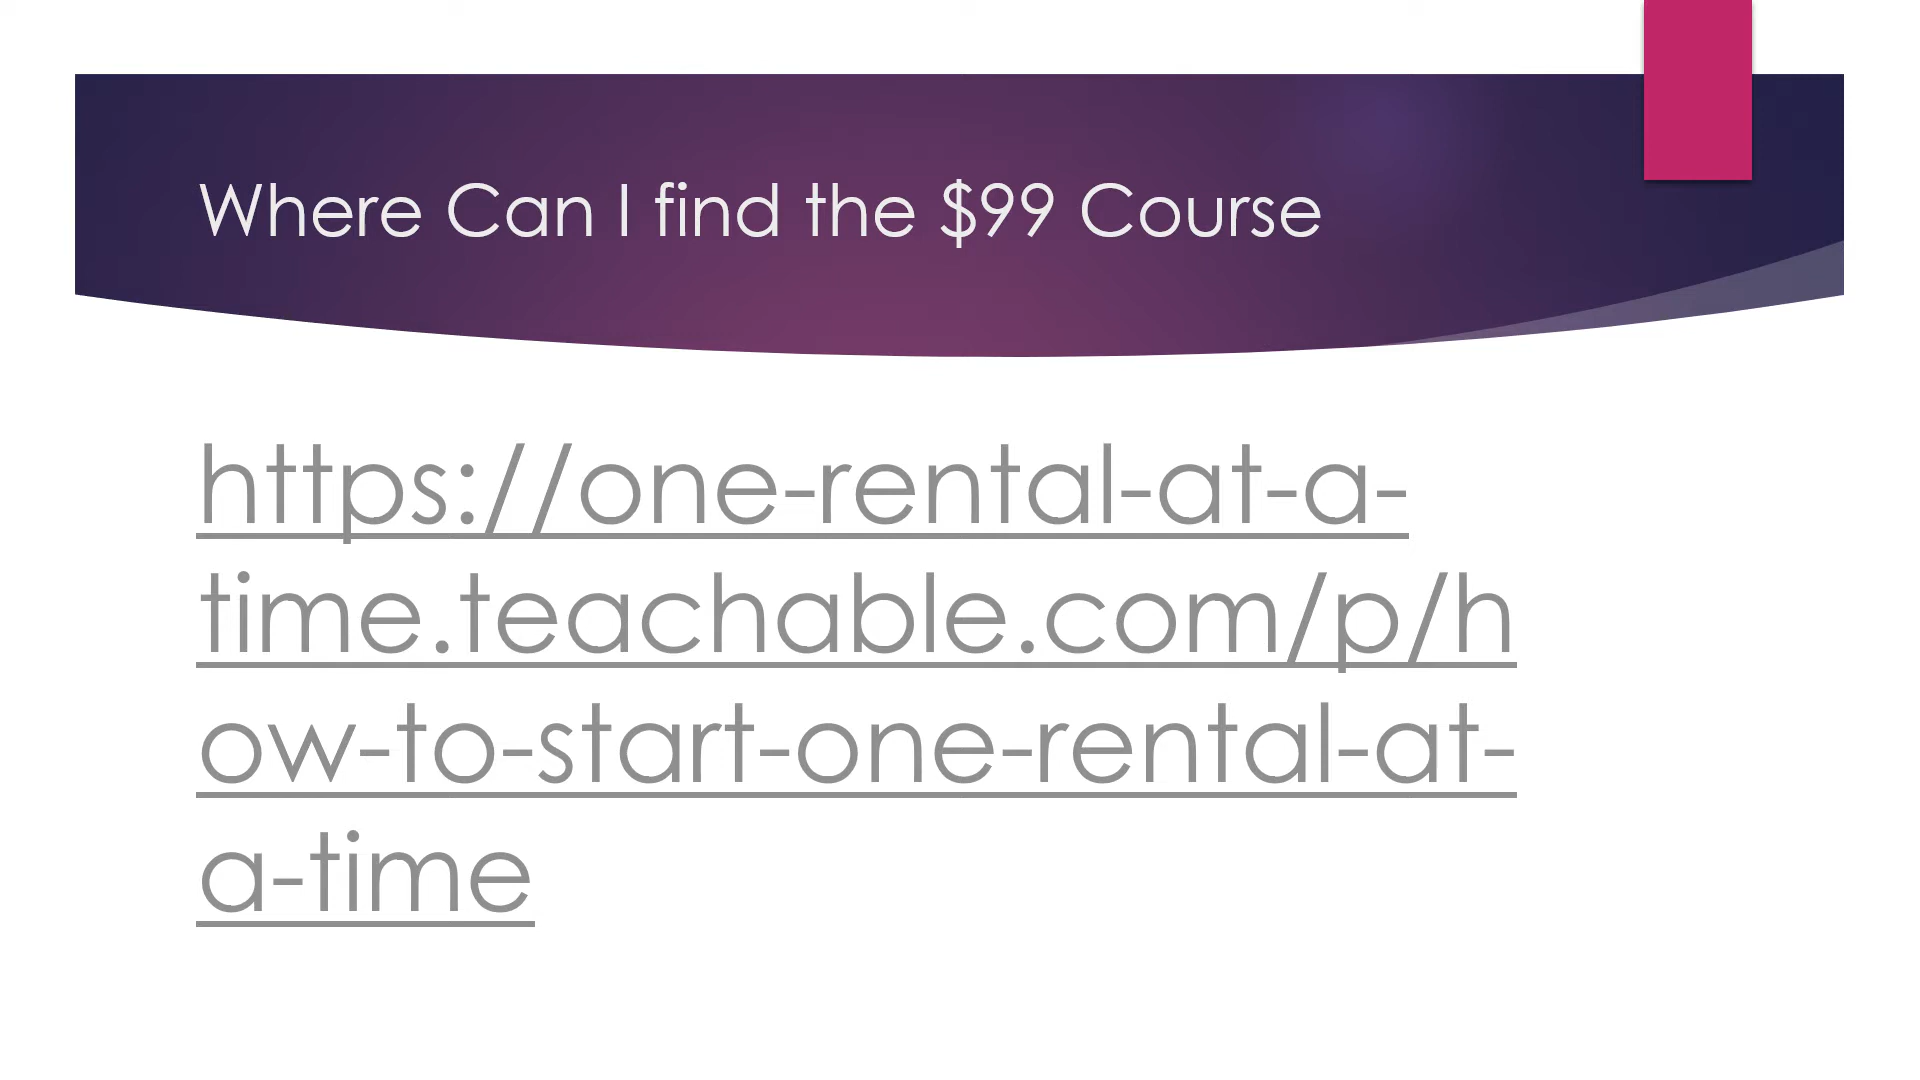 Where Can I find the $99 Course
https://one-rental-at-a-
time.teachable.com/p/h
ow-to-start-one-rental-at-
a-time